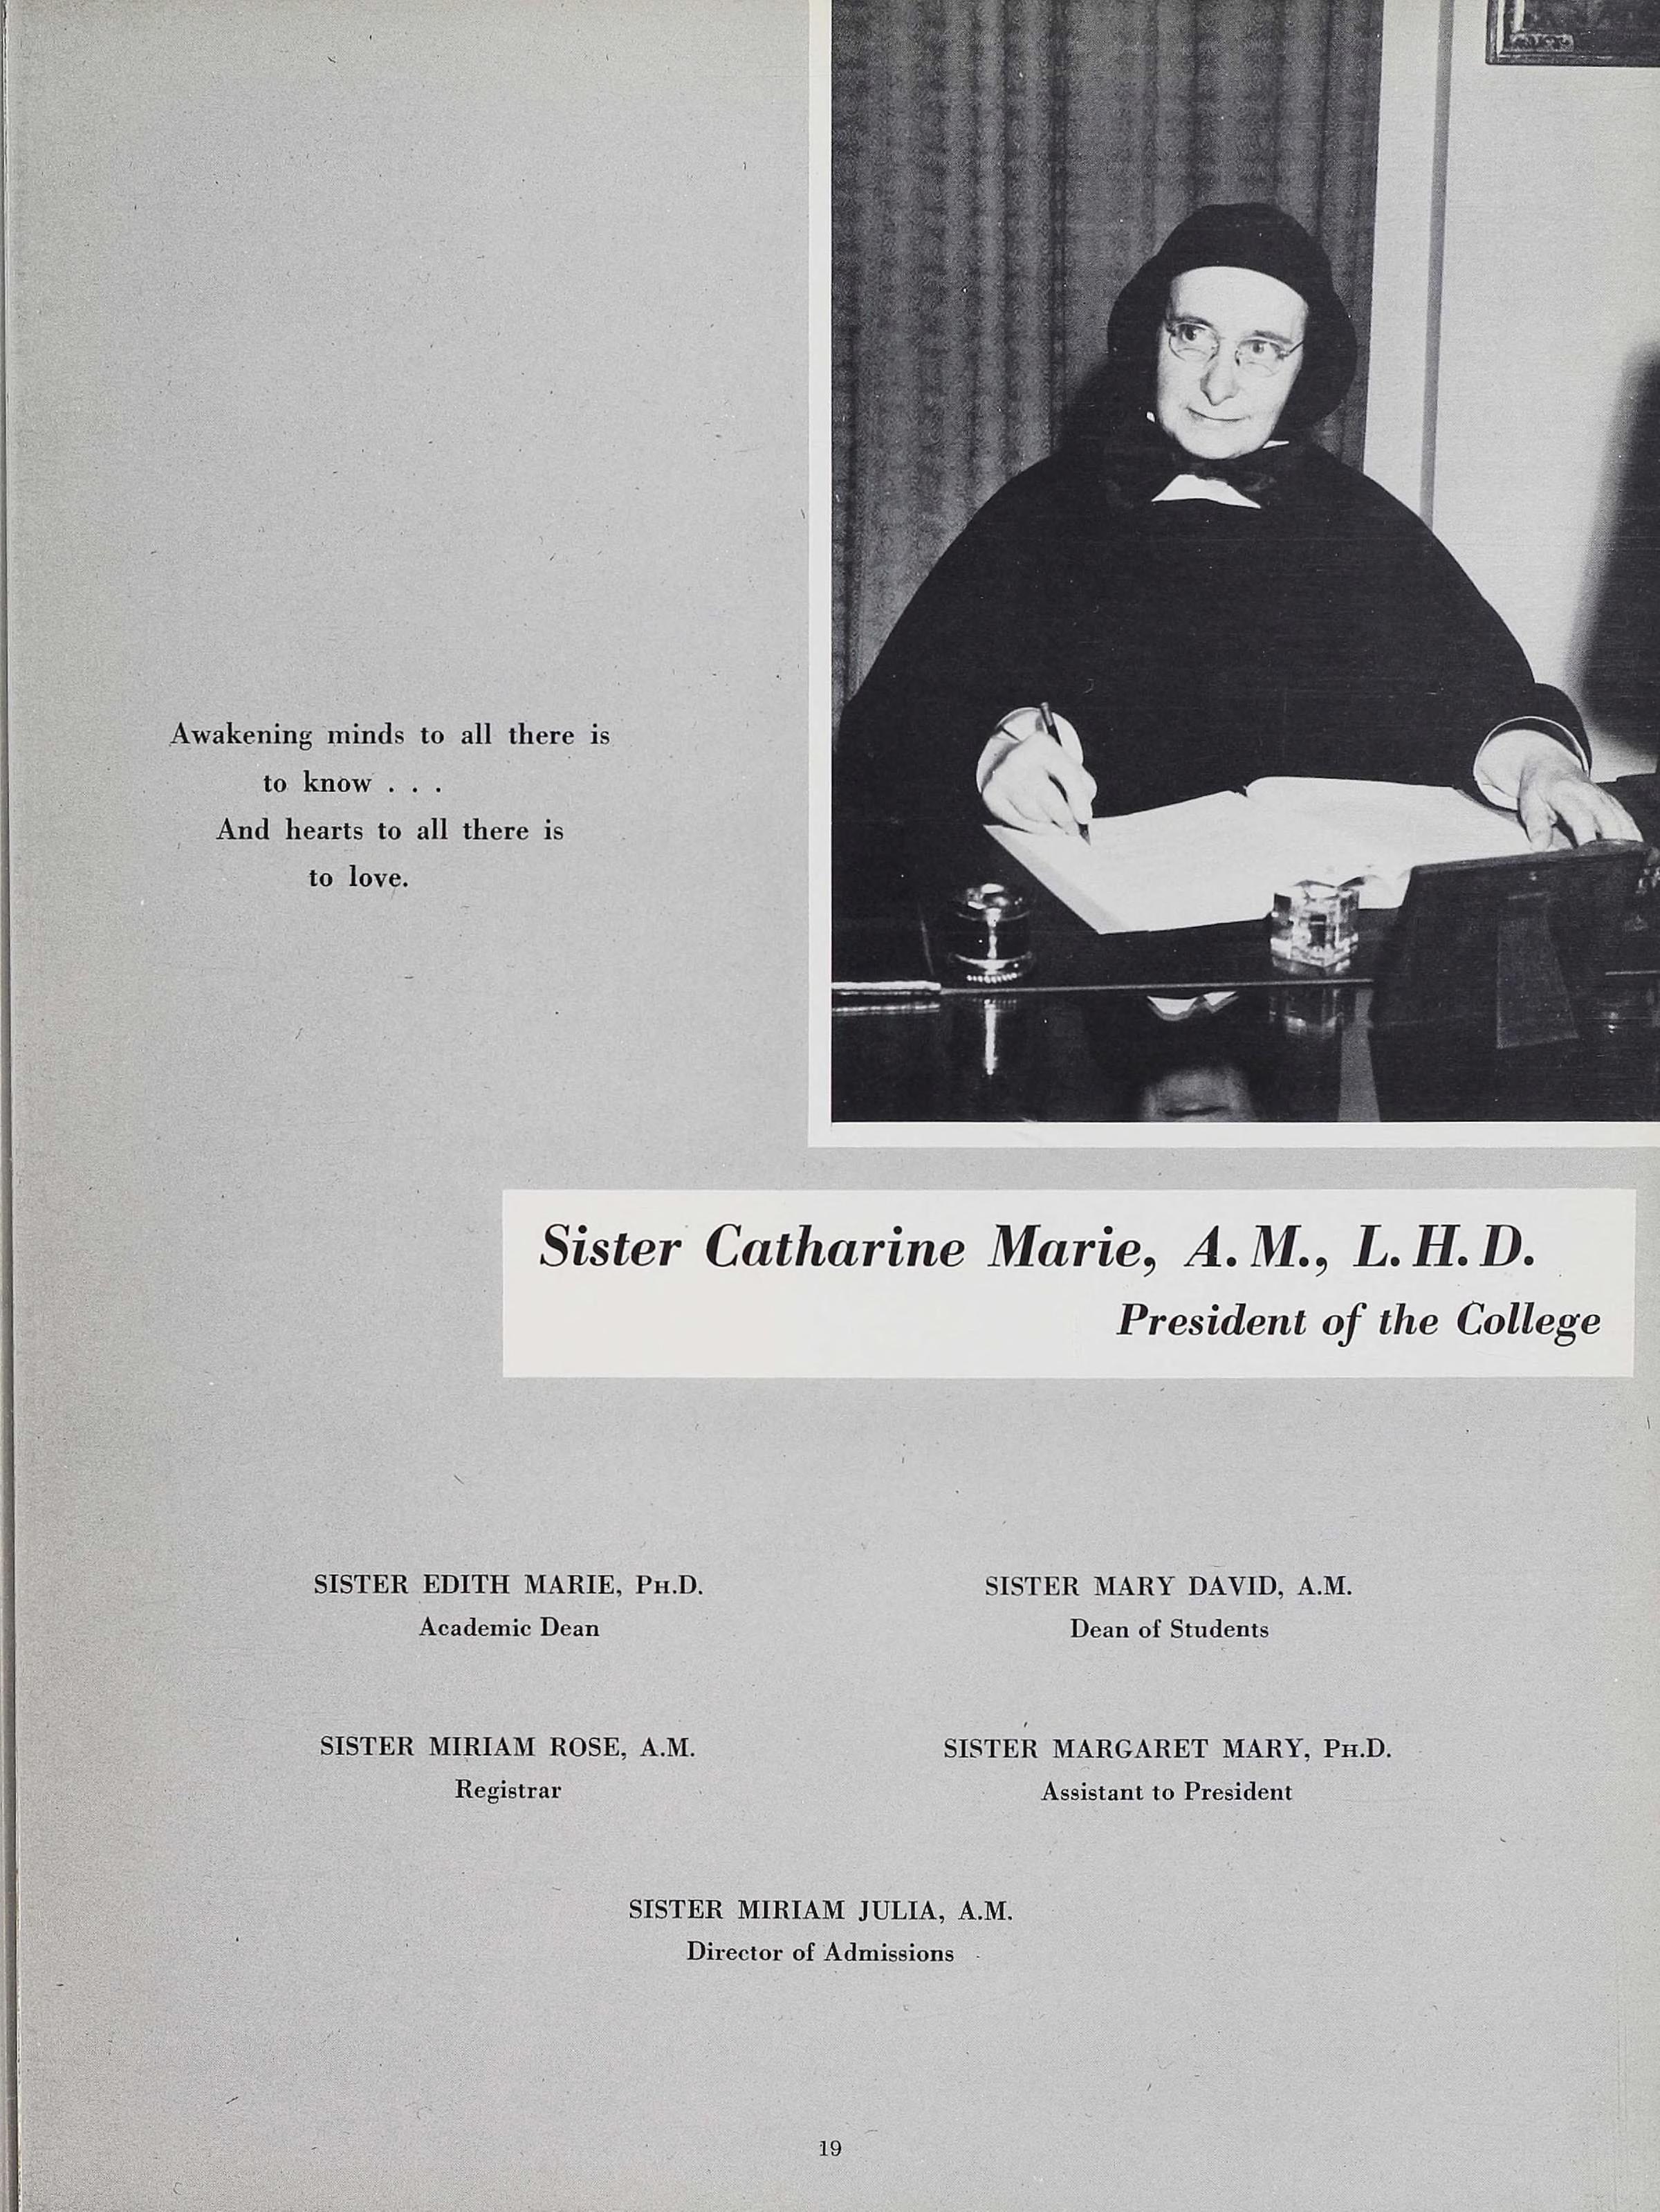 Awakening minds to all there is
to know . . .
And hearts to all there is
to love.
Sister Catharine Marie, A. M., L. H. D.
President of the College
SISTER EDITH MARIE, PH.D.
Academic Dean
SISTER MARY DAVID, A.M.
Dean of Students
SISTER MIRIAM ROSE, A.M.
Registrar
SISTER MARGARET MARY, PH.D.
Assistant to President
SISTER MIRIAM JULIA, A.M.
Director of Admissions
19